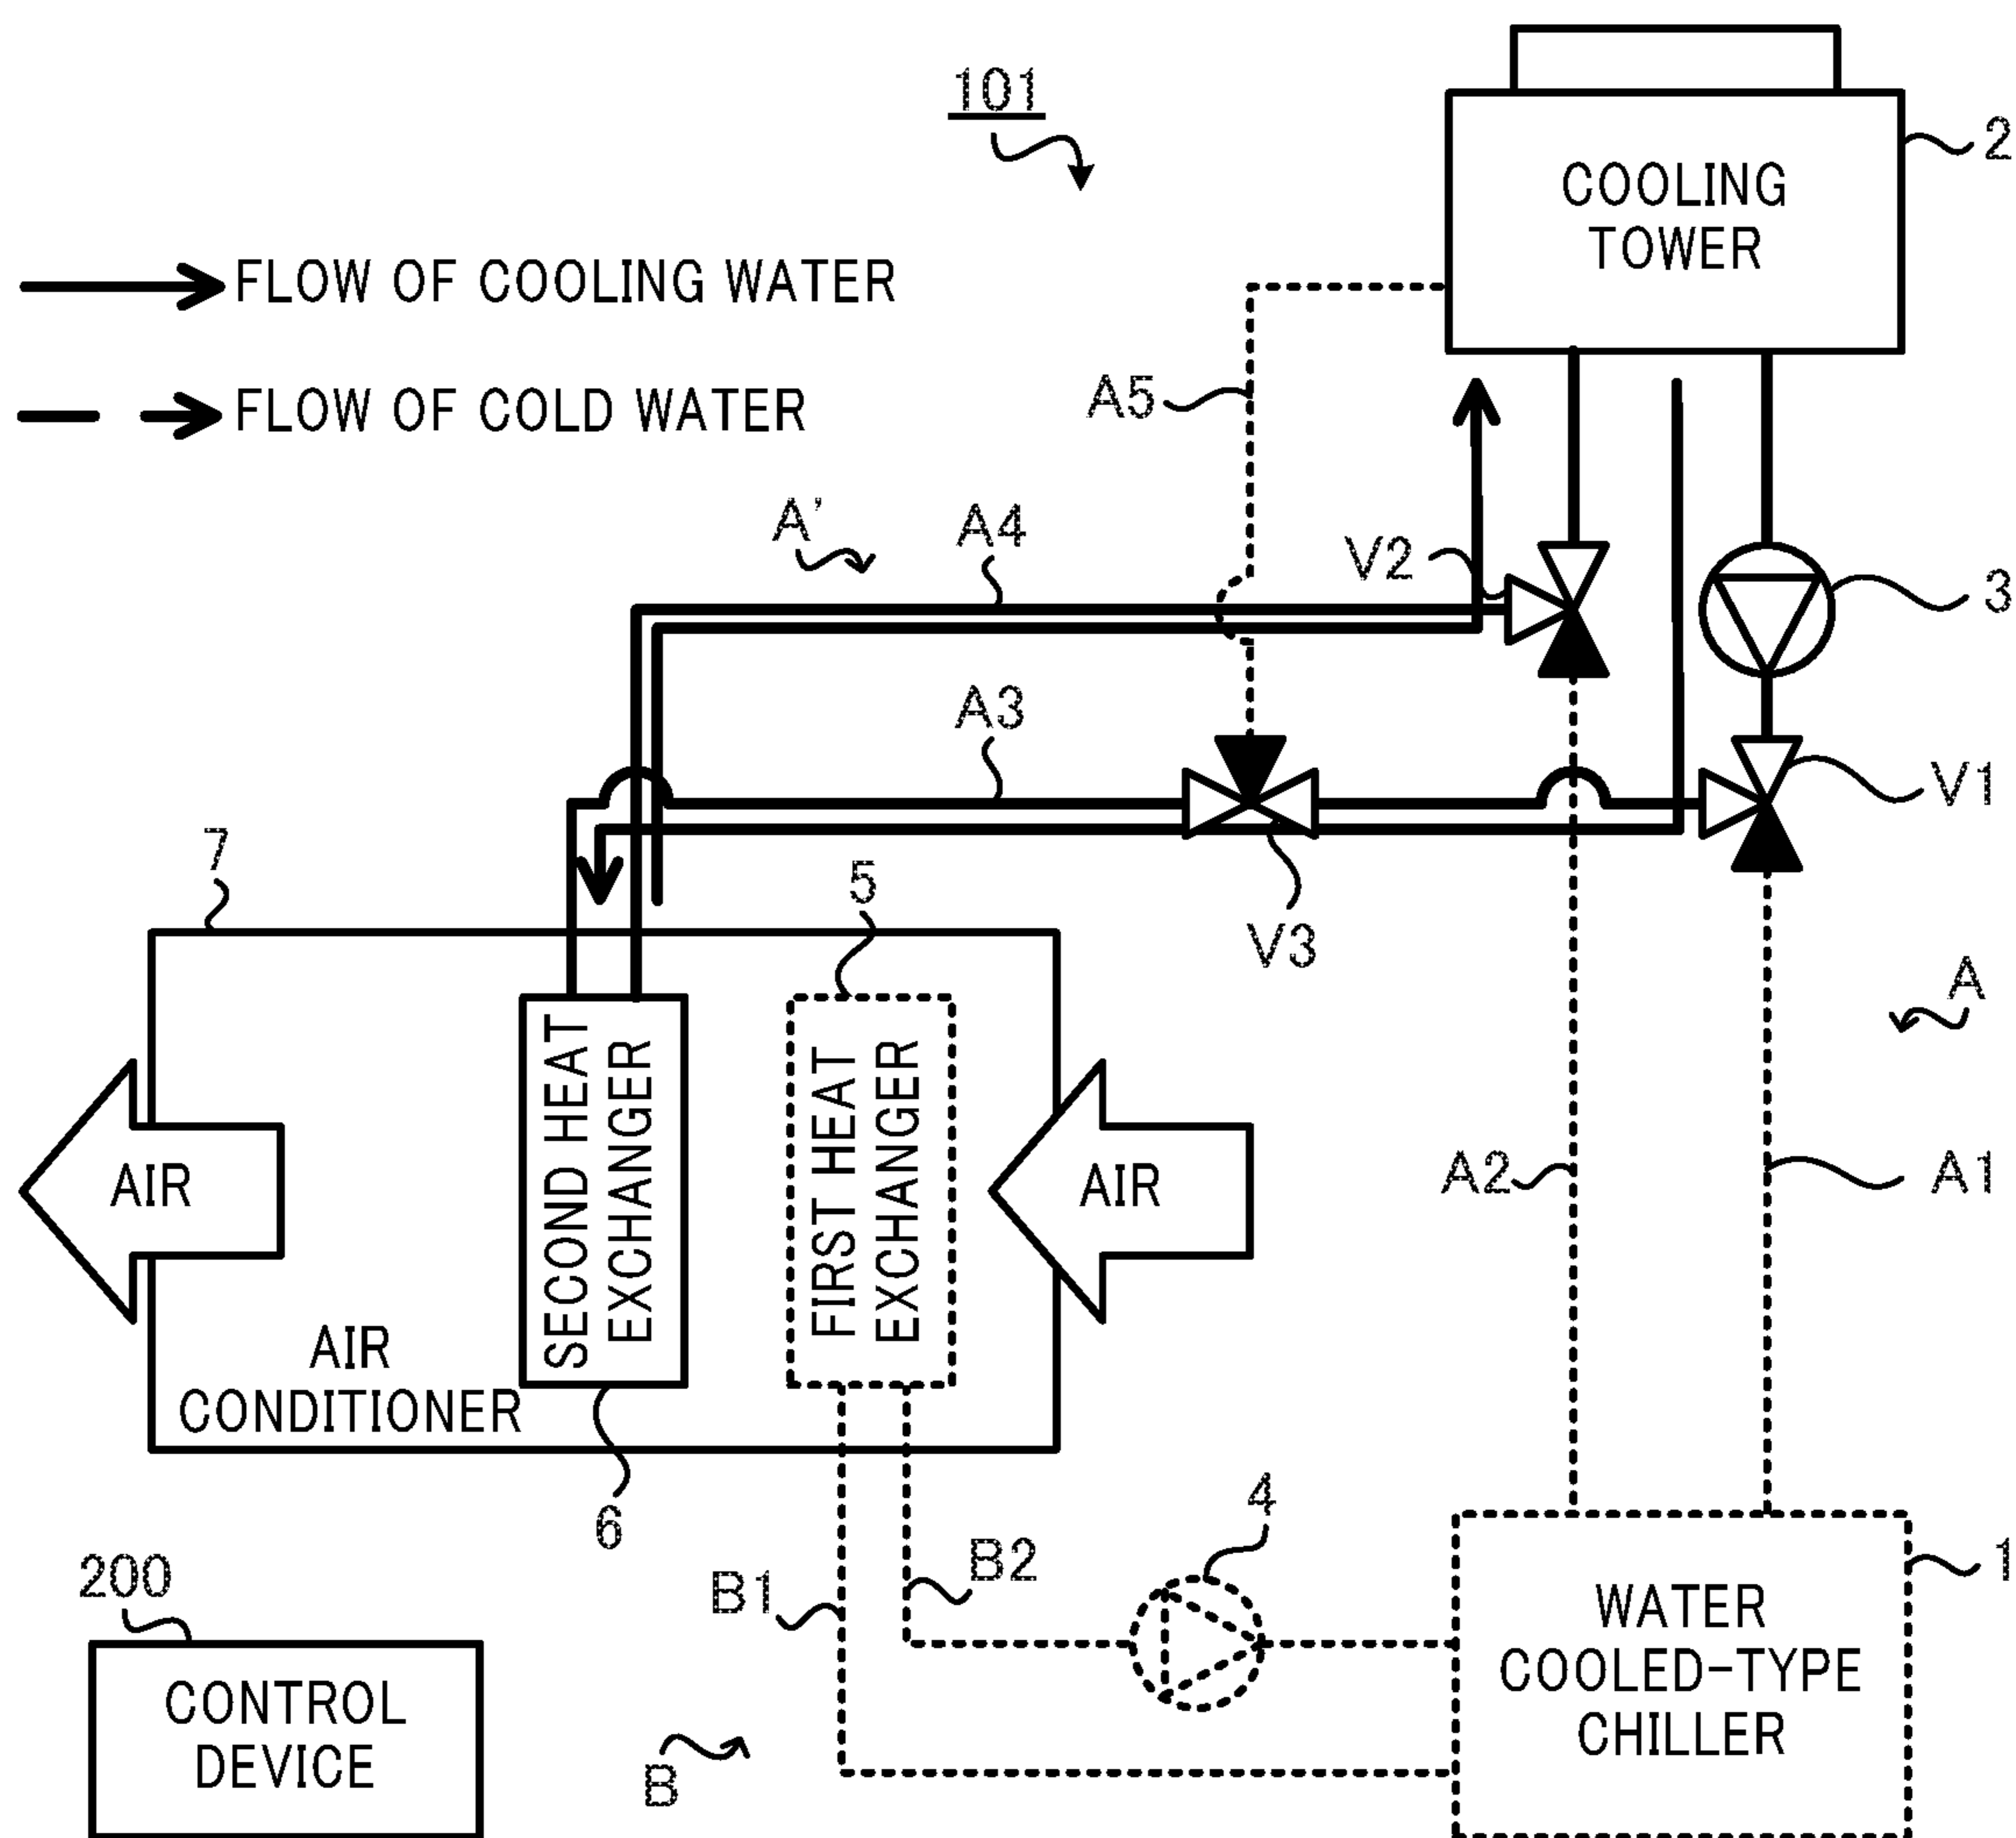 101
2
COOLING
TOWER
FLOW OF COOLING WATER
FLOW OF COLD WATER
A5
A'
A4
V2
3
A3
V1
7
5
V3
A
SECOND HEAT
EXCHANGER
FIRST HEAT
EXCHANGER
AIR
AIR
A2
A1
AIR
CONDITIONER
6
4
200
B1
B2
1
WATER
COOLED-TYPE
CHILLER
CONTROL
DEVICE
B